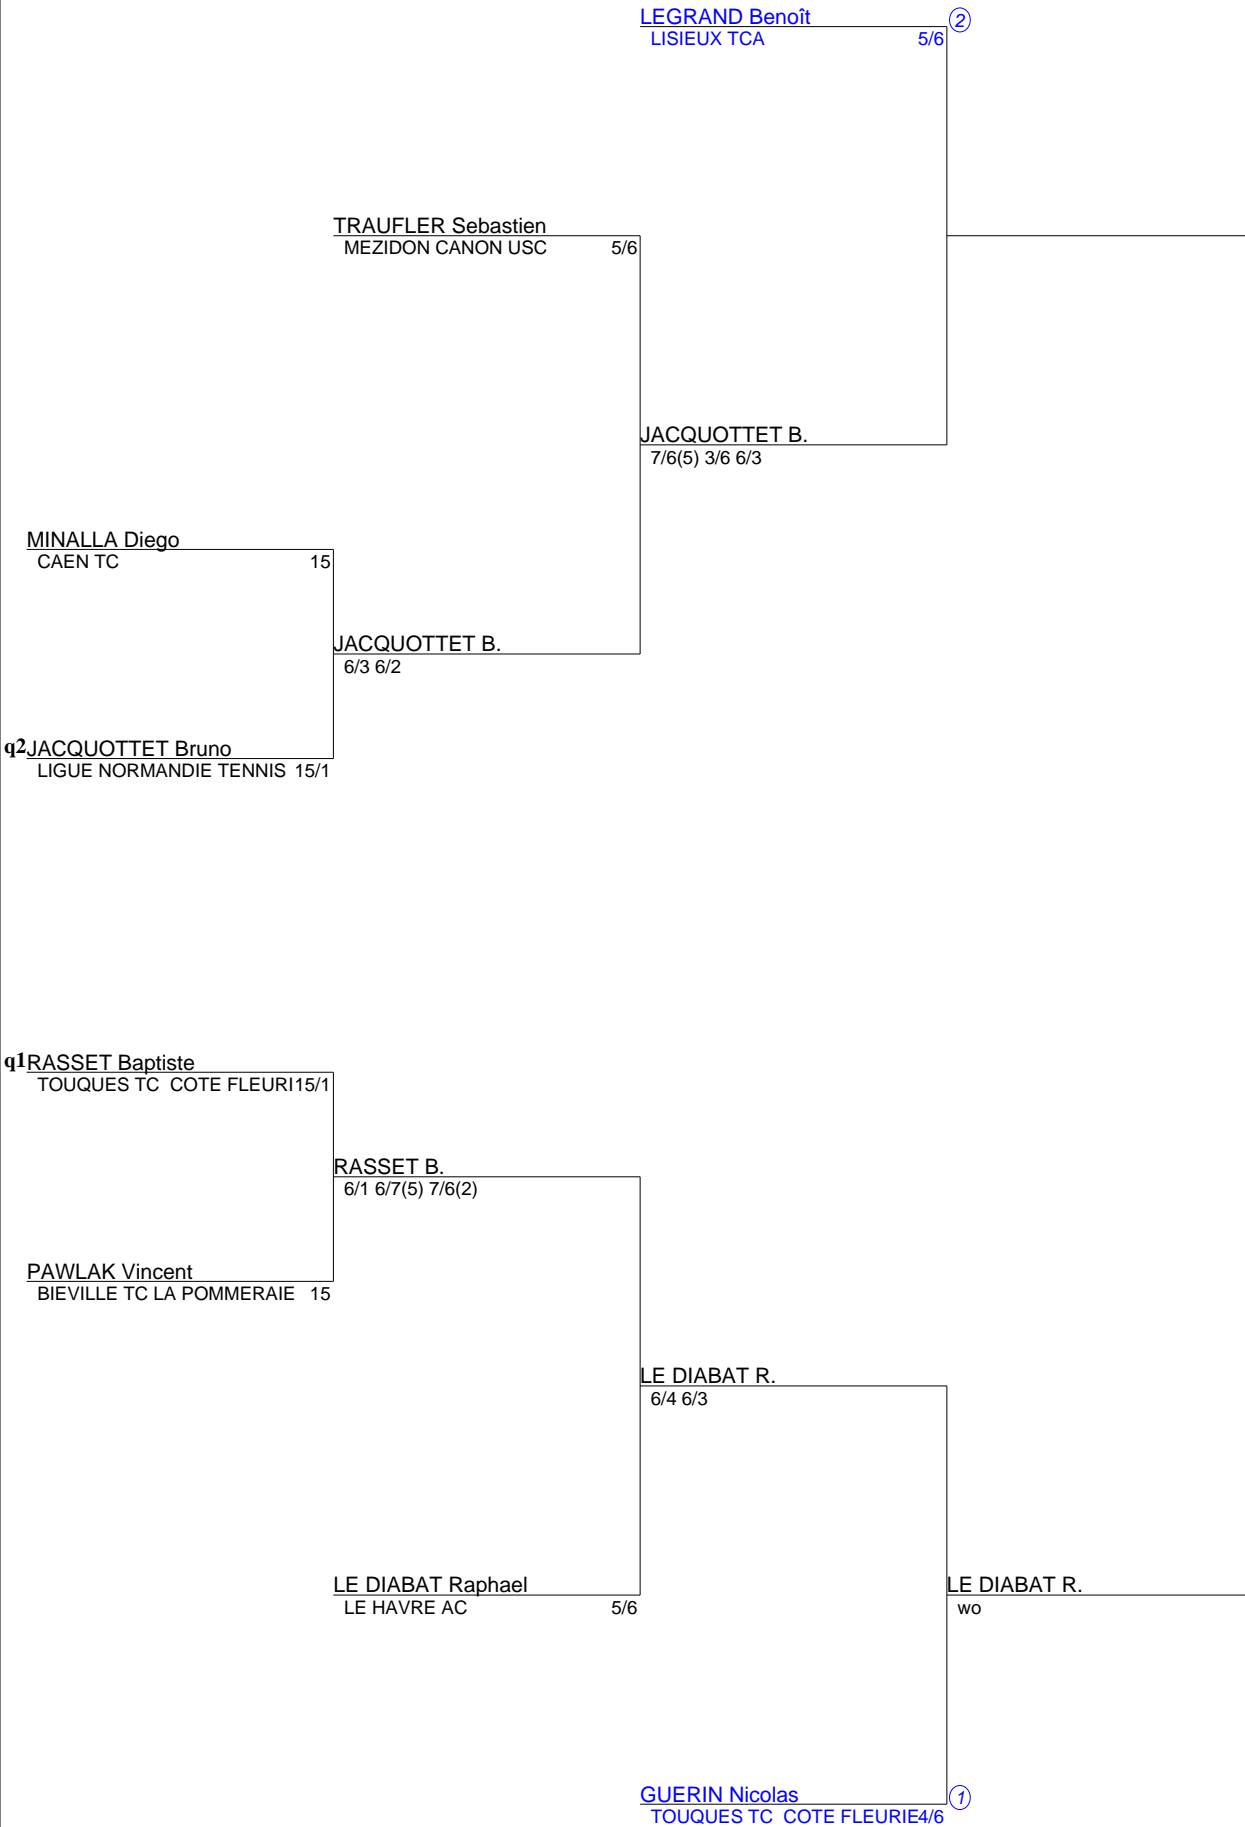 LEGRAND Benoît 2
LISIEUX TCA 5/6
TRAUFLER Sebastien
MEZIDON CANON USC 5/6
JACQUOTTET B.
7/6(5) 3/6 6/3
MINALLA Diego
CAEN TC 15
JACQUOTTET B.
6/3 6/2
q2 JACQUOTTET Bruno
LIGUE NORMANDIE TENNIS 15/1
q1 RASSET Baptiste
TOUQUES TC COTE FLEURI 15/1
RASSET B.
6/1 6/7(5) 7/6(2)
PAWLAK Vincent
BIEVILLE TC LA POMMERAIE 15
LE DIABAT R.
6/4 6/3
LE DIABAT Raphael
LE HAVRE AC 5/6
LE DIABAT R.
wo
GUERIN Nicolas 1
TOUQUES TC COTE FLEURIE 4/6